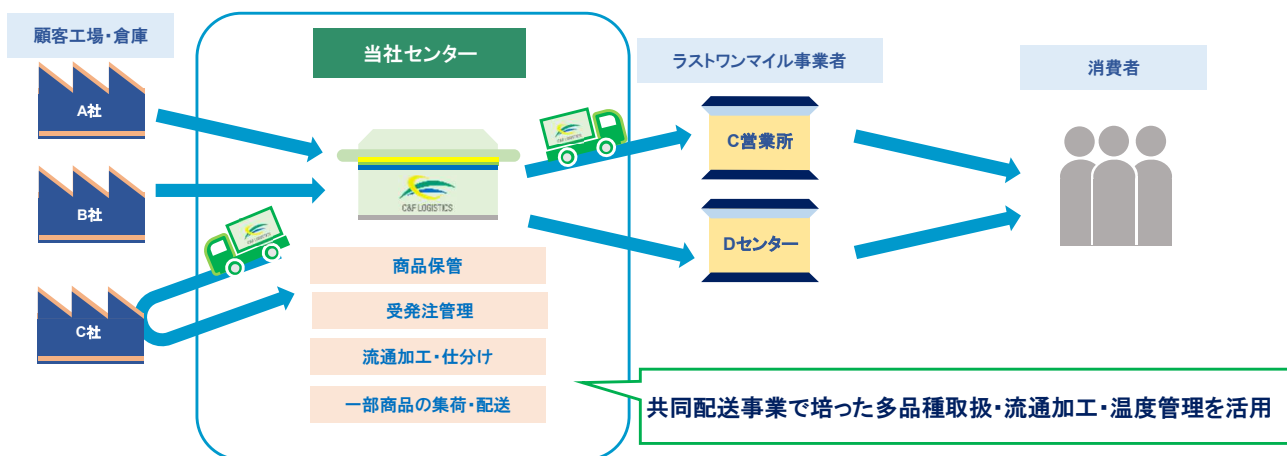 顧客工場・倉庫
当社センター
ラストワンマイル事業者
消費者
A社
B社
C社
C&F LOGISTICS
C&F LOGISTICS
C&F LOGISTICS
C営業所
Dセンター
商品保管
受発注管理
流通加工・仕分け
一部商品の集荷・配送
共同配送事業で培った多品種取扱・流通加工・温度管理を活用